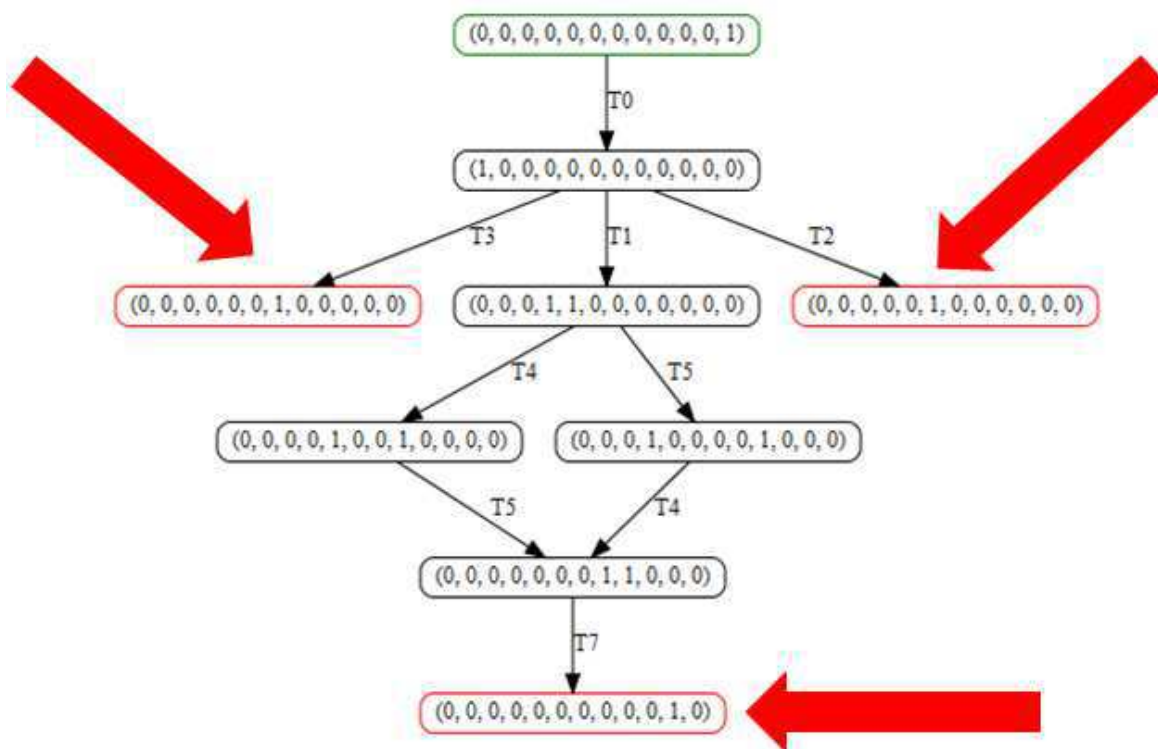 (0, 0, 0, 0, 0, 0, 0, 0, 0, 0, 0, 1)
T0
(1, 0, 0, 0, 0, 0, 0, 0, 0, 0, 0, 0)
T3 T1 T2
(0, 0, 0, 0, 0, 0, 1, 0, 0, 0, 0, 0)
(0, 0, 0, 1, 1, 0, 0, 0, 0, 0, 0, 0)
(0, 0, 0, 0, 0, 1, 0, 0, 0, 0, 0, 0)
T4 T5
(0, 0, 0, 0, 1, 0, 0, 1, 0, 0, 0, 0)
(0, 0, 0, 1, 0, 0, 0, 0, 1, 0, 0, 0)
T5 T4
(0, 0, 0, 0, 0, 0, 0, 1, 1, 0, 0, 0)
T7
(0, 0, 0, 0, 0, 0, 0, 0, 0, 0, 1, 0)